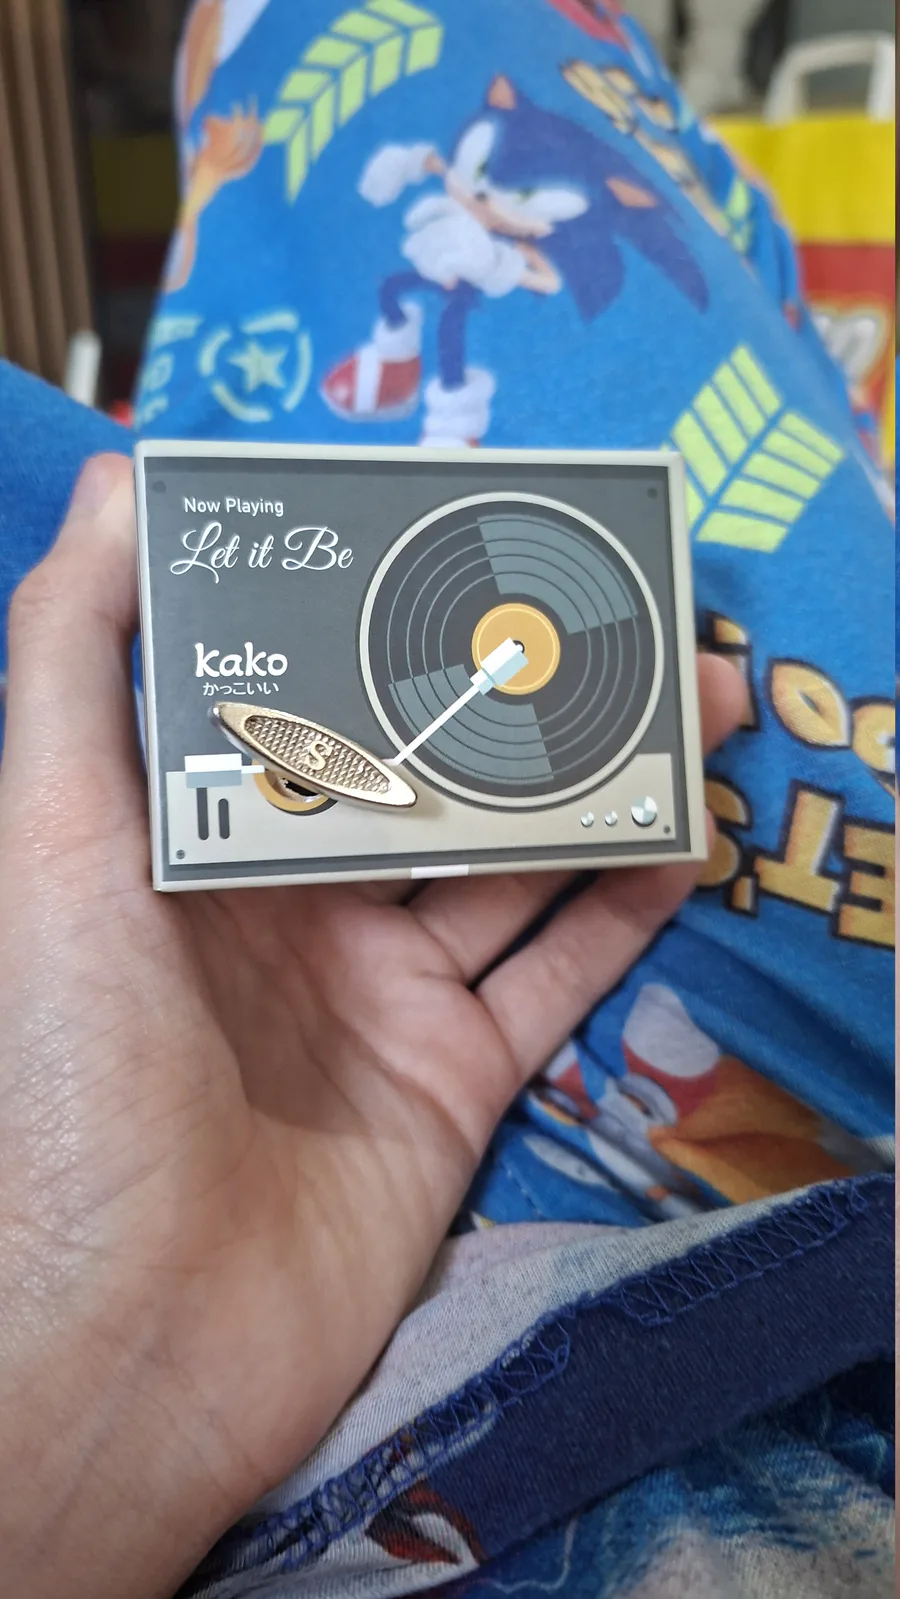 Now Playing
Let it Be
kako
かっこいい
S